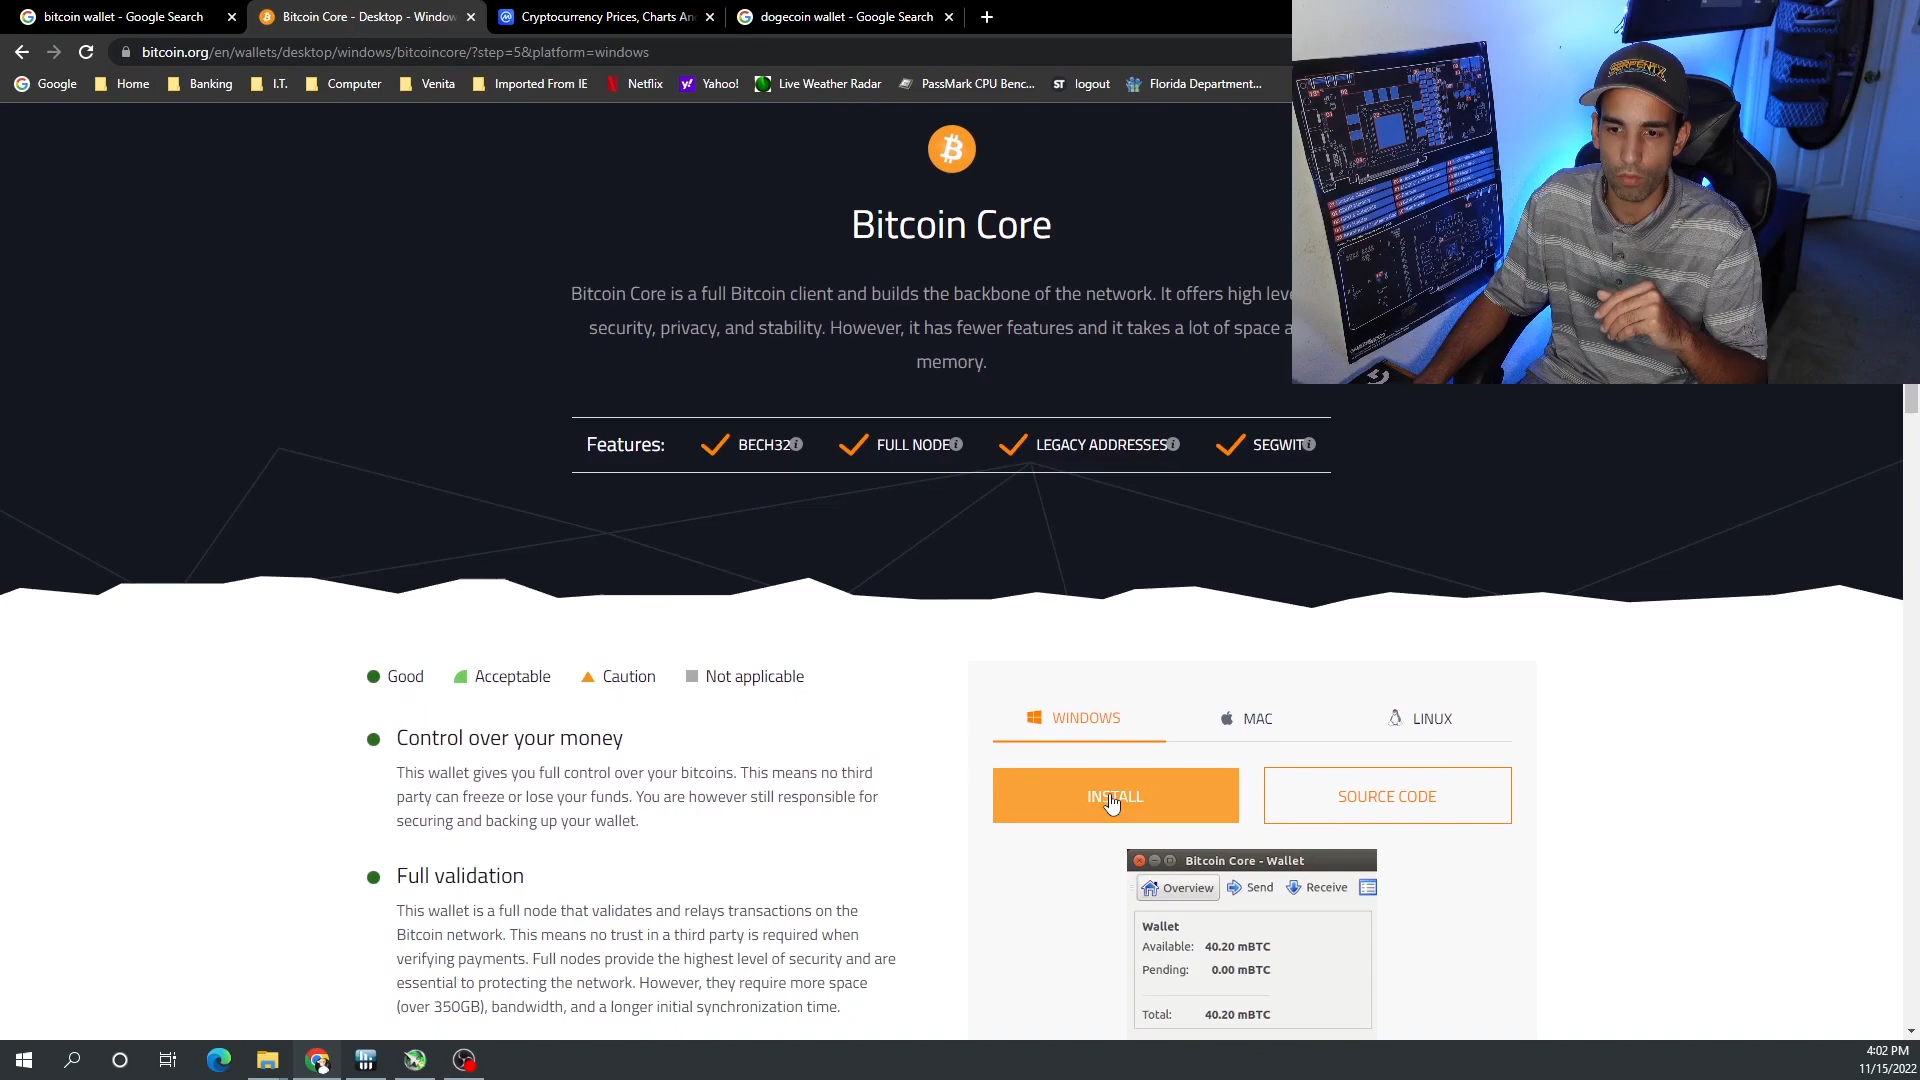 bitcoin wallet - Google Search
Bitcoin Core - Desktop - Window
Cryptocurrency Prices, Charts An
dogecoin wallet - Google Search
bitcoin.org/en/wallets/desktop/windows/bitcoincore/?step=5&platform=windows
Google Home Banking I.T. Computer Venita Imported From IE Netflix Yahoo! Live Weather Radar PassMark CPU Benc... ST logout Florida Department...
SERPENTX
Bitcoin Core
Bitcoin Core is a full Bitcoin client and builds the backbone of the network. It offers high leve
security, privacy, and stability. However, it has fewer features and it takes a lot of space a
memory.
Features: BECH32 FULL NODE LEGACY ADDRESSES SEGWIT
Good Acceptable Caution Not applicable
Control over your money
This wallet gives you full control over your bitcoins. This means no third
party can freeze or lose your funds. You are however still responsible for
securing and backing up your wallet.
Full validation
This wallet is a full node that validates and relays transactions on the
Bitcoin network. This means no trust in a third party is required when
verifying payments. Full nodes provide the highest level of security and are
essential to protecting the network. However, they require more space
(over 350GB), bandwidth, and a longer initial synchronization time.
WINDOWS MAC LINUX
INSTALL SOURCE CODE
Bitcoin Core - Wallet
Overview Send Receive
Wallet
Available: 40.20 mBTC
Pending: 0.00 mBTC
Total: 40.20 mBTC
4:02 PM
11/15/2022